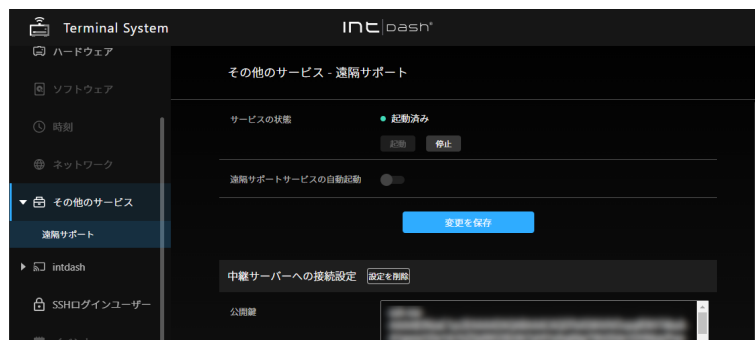 Terminal System
intdash
ハードウェア
ソフトウェア
時刻
ネットワーク
その他のサービス
遠隔サポート
intdash
SSHログインユーザー
その他のサービス - 遠隔サポート
サービスの状態
起動済み
起動 停止
遠隔サポートサービスの自動起動
変更を保存
中継サーバーへの接続設定 設定を削除
公開鍵